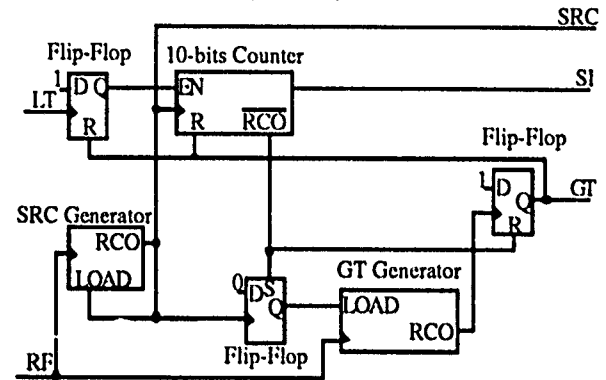 SRC
Flip-Flop
10-bits Counter
1 D Q
EN
SI
LT
R
R
RCO
Flip-Flop
1 D
Q
GT
R
SRC Generator
RCO
LOAD
0 D S
Q
GT Generator
LOAD
RCO
Flip-Flop
RF